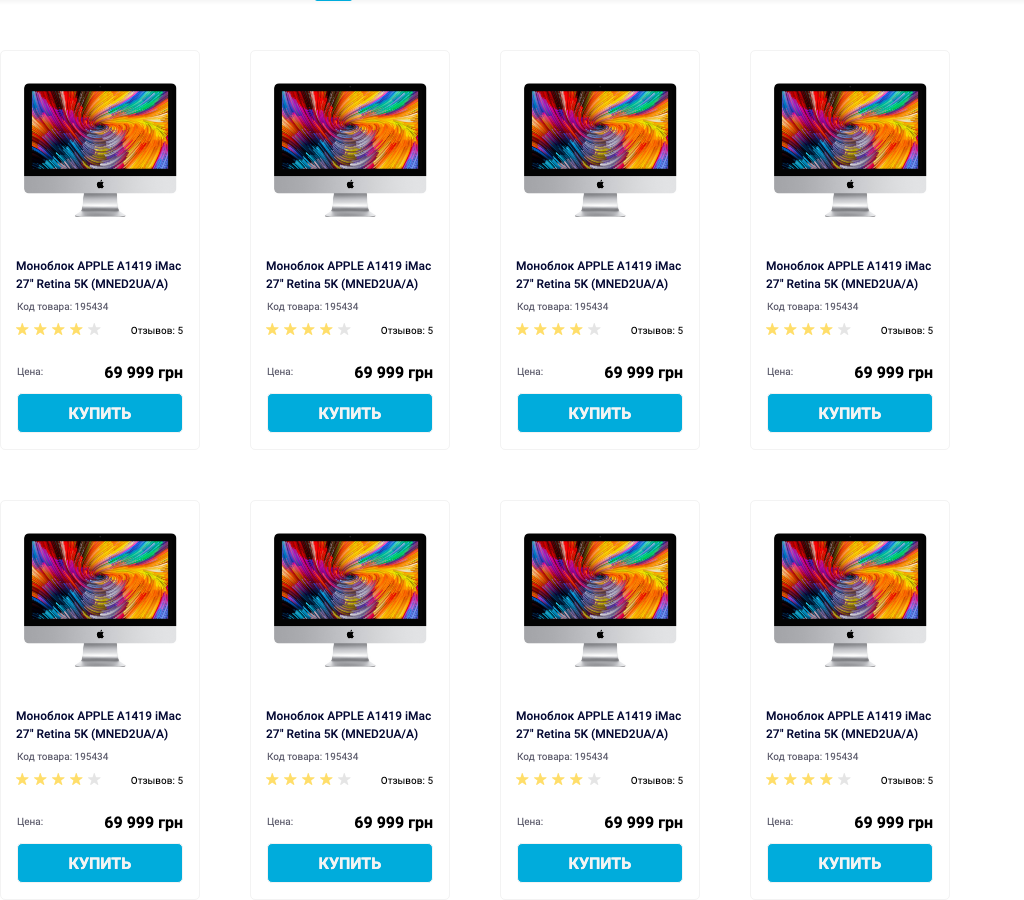 Моноблок APPLE A1419 iMac
27" Retina 5K (MNED2UA/A)
Код товара: 195434
Отзывов: 5
Цена: 69 999 грн
КУПИТЬ
Моноблок APPLE A1419 iMac
27" Retina 5K (MNED2UA/A)
Код товара: 195434
Отзывов: 5
Цена: 69 999 грн
КУПИТЬ
Моноблок APPLE A1419 iMac
27" Retina 5K (MNED2UA/A)
Код товара: 195434
Отзывов: 5
Цена: 69 999 грн
КУПИТЬ
Моноблок APPLE A1419 iMac
27" Retina 5K (MNED2UA/A)
Код товара: 195434
Отзывов: 5
Цена: 69 999 грн
КУПИТЬ
Моноблок APPLE A1419 iMac
27" Retina 5K (MNED2UA/A)
Код товара: 195434
Отзывов: 5
Цена: 69 999 грн
КУПИТЬ
Моноблок APPLE A1419 iMac
27" Retina 5K (MNED2UA/A)
Код товара: 195434
Отзывов: 5
Цена: 69 999 грн
КУПИТЬ
Моноблок APPLE A1419 iMac
27" Retina 5K (MNED2UA/A)
Код товара: 195434
Отзывов: 5
Цена: 69 999 грн
КУПИТЬ
Моноблок APPLE A1419 iMac
27" Retina 5K (MNED2UA/A)
Код товара: 195434
Отзывов: 5
Цена: 69 999 грн
КУПИТЬ